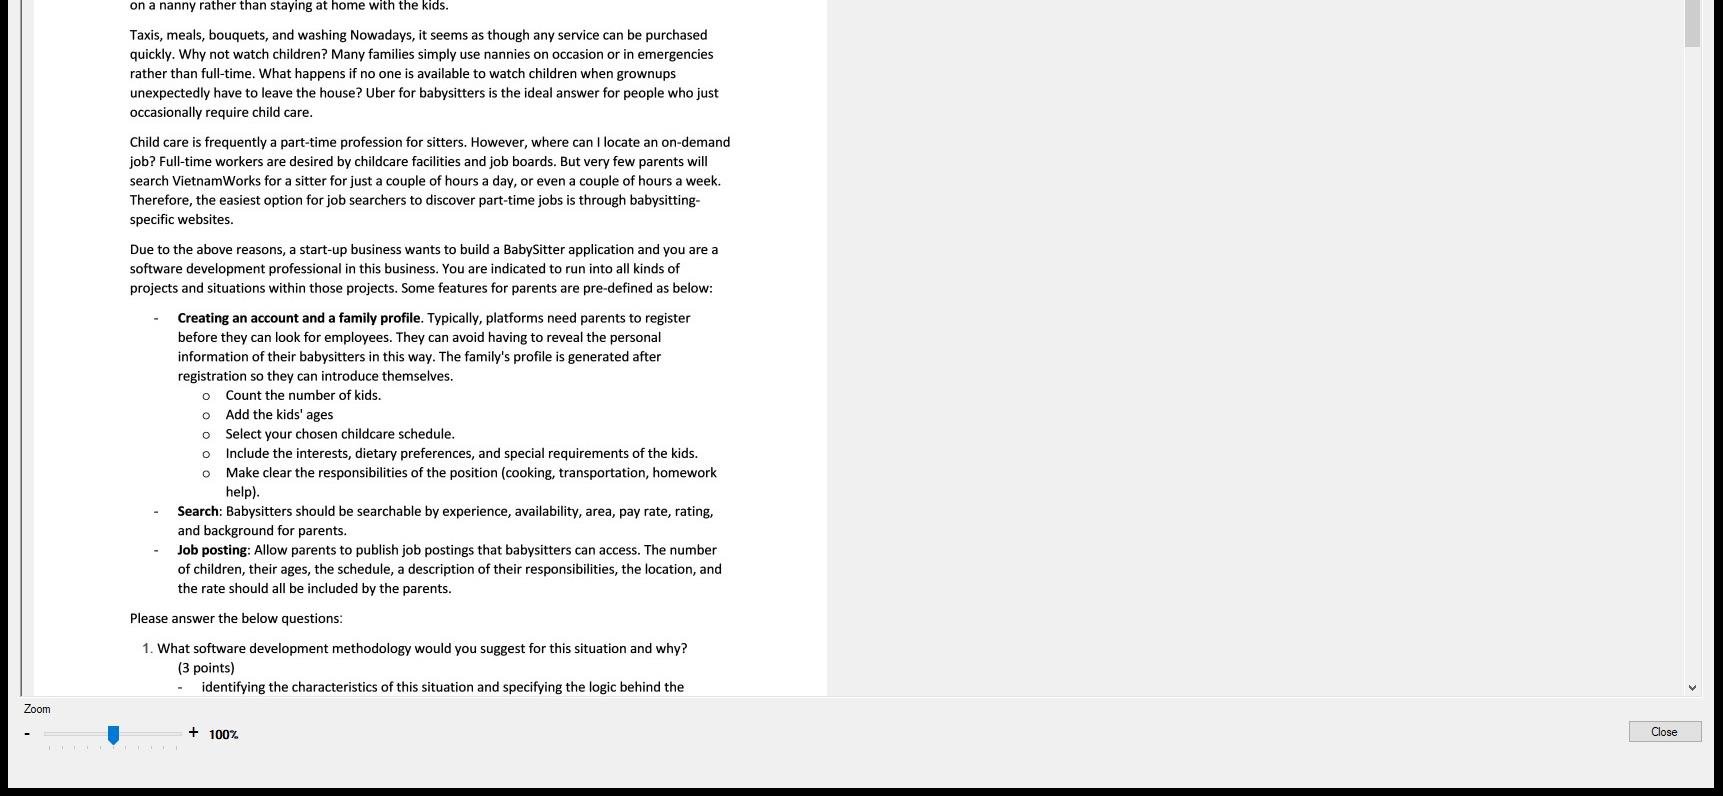 on a nanny rather than staying at home with the kids.
Taxis, meals, bouquets, and washing Nowadays, it seems as though any service can be purchased
quickly. Why not watch children? Many families simply use nannies on occasion or in emergencies
rather than full-time. What happens if no one is available to watch children when grownups
unexpectedly have to leave the house? Uber for babysitters is the ideal answer for people who just
occasionally require child care.
Child care is frequently a part-time profession for sitters. However, where can I locate an on-demand
job? Full-time workers are desired by childcare facilities and job boards. But very few parents will
search VietnamWorks for a sitter for just a couple of hours a day, or even a couple of hours a week.
Therefore, the easiest option for job searchers to discover part-time jobs is through babysitting-
specific websites.
Due to the above reasons, a start-up business wants to build a BabySitter application and you are a
software development professional in this business. You are indicated to run into all kinds of
projects and situations within those projects. Some features for parents are pre-defined as below:
- Creating an account and a family profile. Typically, platforms need parents to register
before they can look for employees. They can avoid having to reveal the personal
information of their babysitters in this way. The family's profile is generated after
registration so they can introduce themselves.
o Count the number of kids.
o Add the kids' ages
o Select your chosen childcare schedule.
o Include the interests, dietary preferences, and special requirements of the kids.
o Make clear the responsibilities of the position (cooking, transportation, homework
help).
- Search: Babysitters should be searchable by experience, availability, area, pay rate, rating,
and background for parents.
- Job posting: Allow parents to publish job postings that babysitters can access. The number
of children, their ages, the schedule, a description of their responsibilities, the location, and
the rate should all be included by the parents.
Please answer the below questions:
1. What software development methodology would you suggest for this situation and why?
(3 points)
- identifying the characteristics of this situation and specifying the logic behind the
Zoom
- + 100%
Close